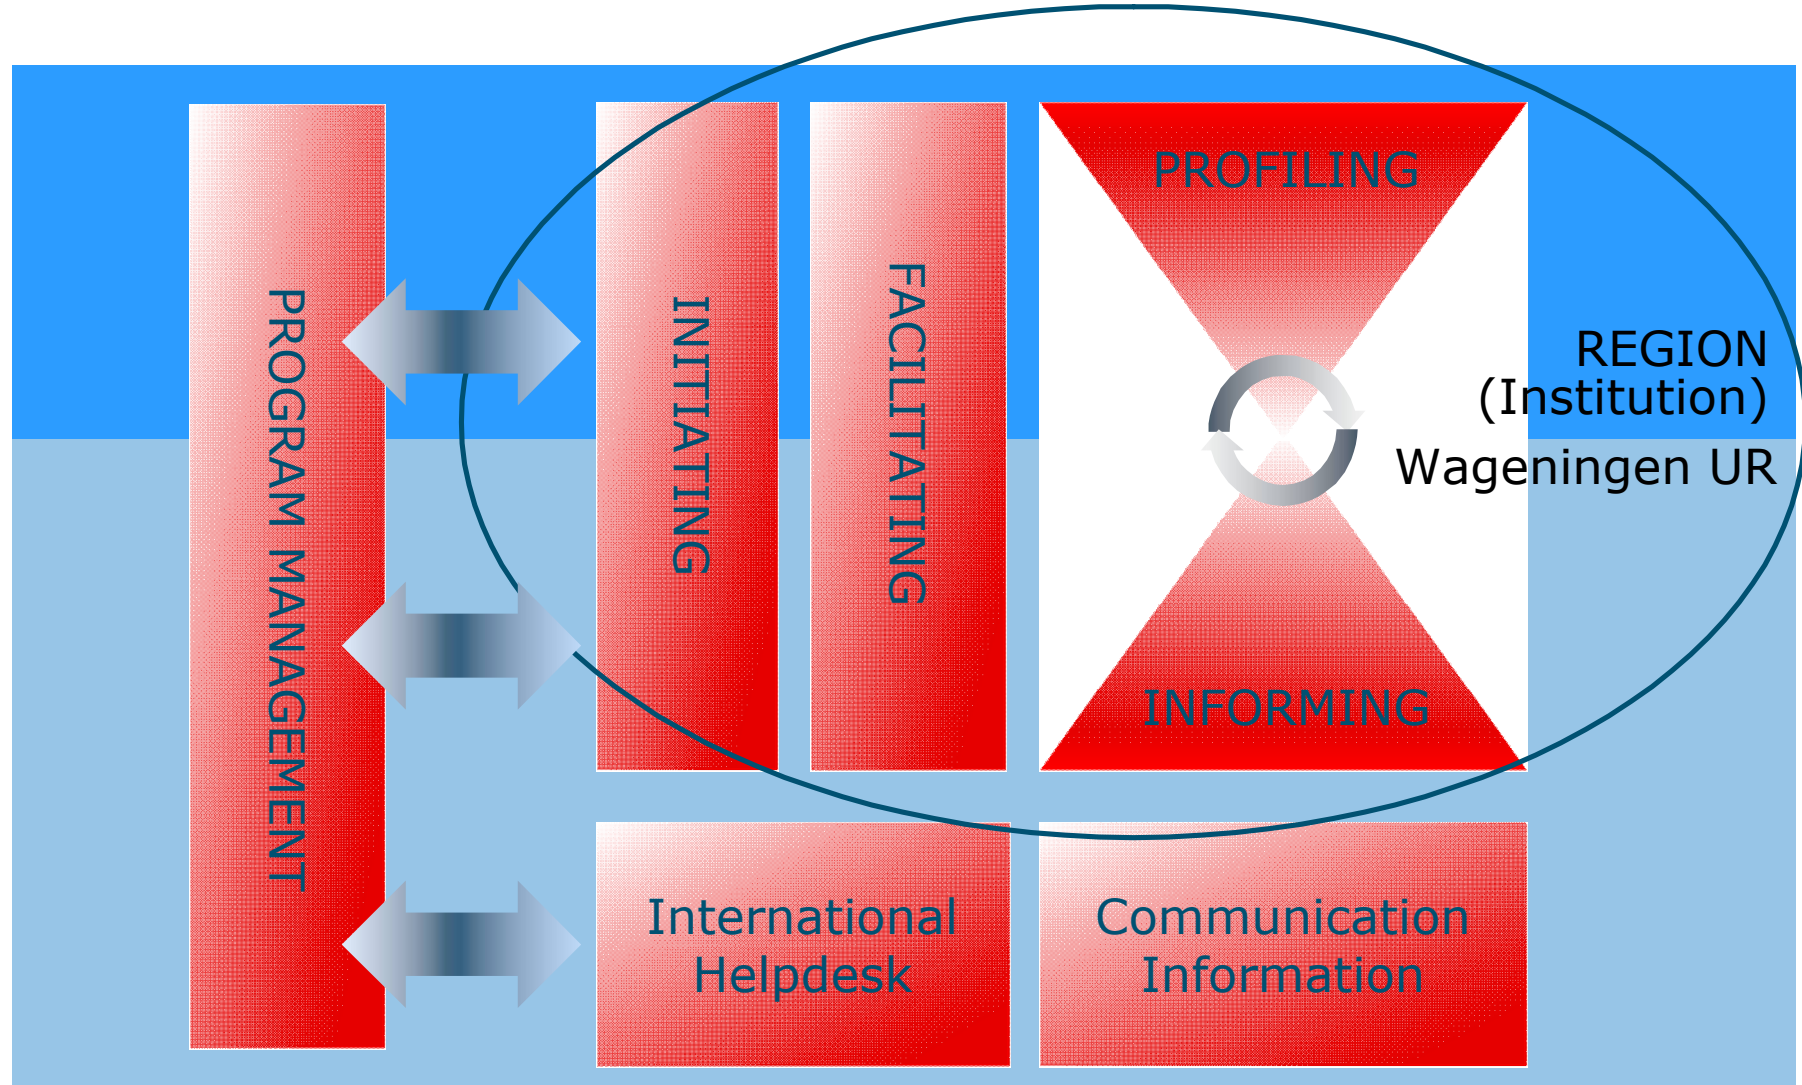 PROGRAM MANAGEMENT
INITIATING
FACILITATING
PROFILING
REGION
(Institution)
Wageningen UR
INFORMING
International
Helpdesk
Communication
Information